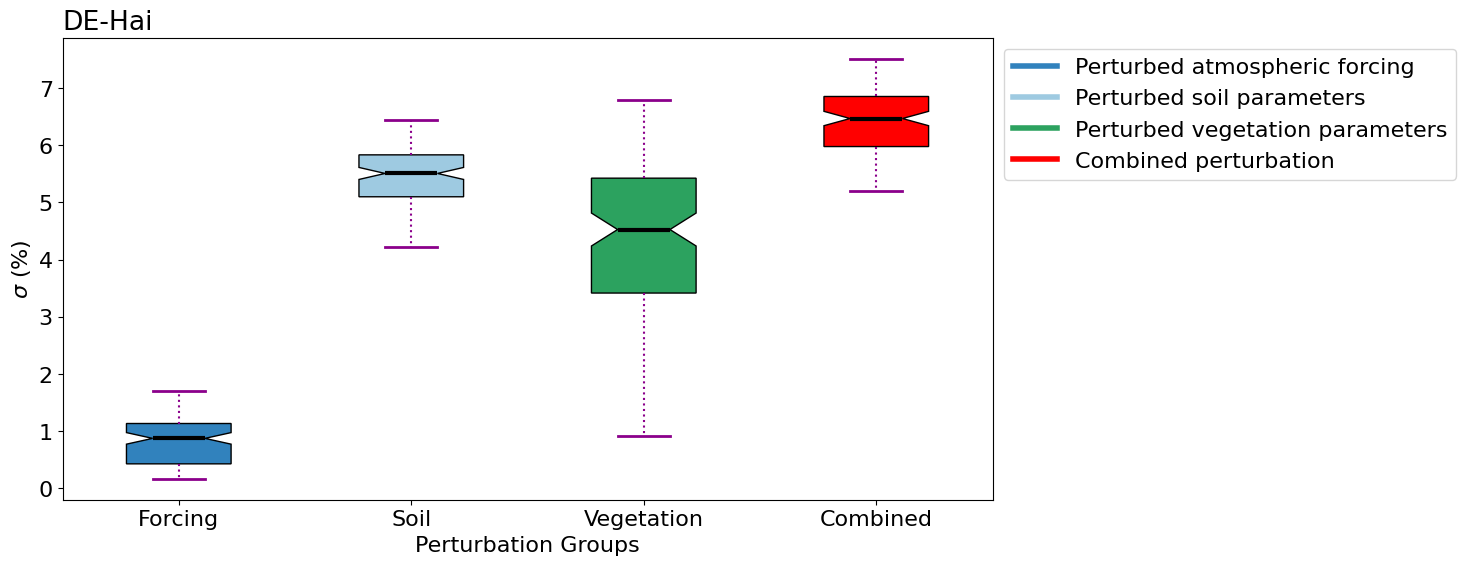 DE-Hai
7
6
5
4
3
2
1
0
σ (%)
Forcing Soil Vegetation Combined
Perturbation Groups
Perturbed atmospheric forcing
Perturbed soil parameters
Perturbed vegetation parameters
Combined perturbation